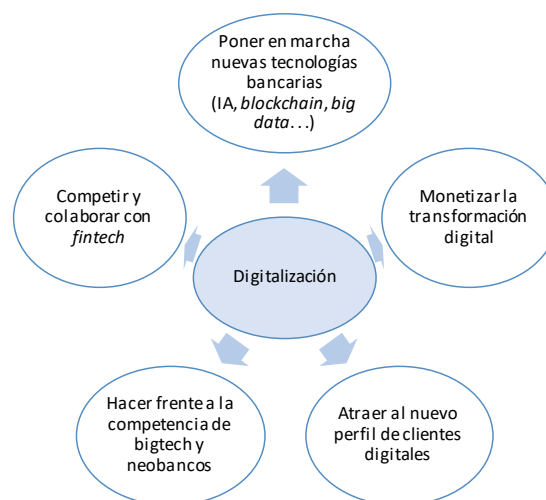 Poner en marcha
nuevas tecnologías
bancarias
(IA, blockchain, big
data...)
Competir y
colaborar con
fintech
Monetizar la
transformación
digital
Digitalización
Hacer frente a la
competencia de
bigtech y
neobancos
Atraer al nuevo
perfil de clientes
digitales